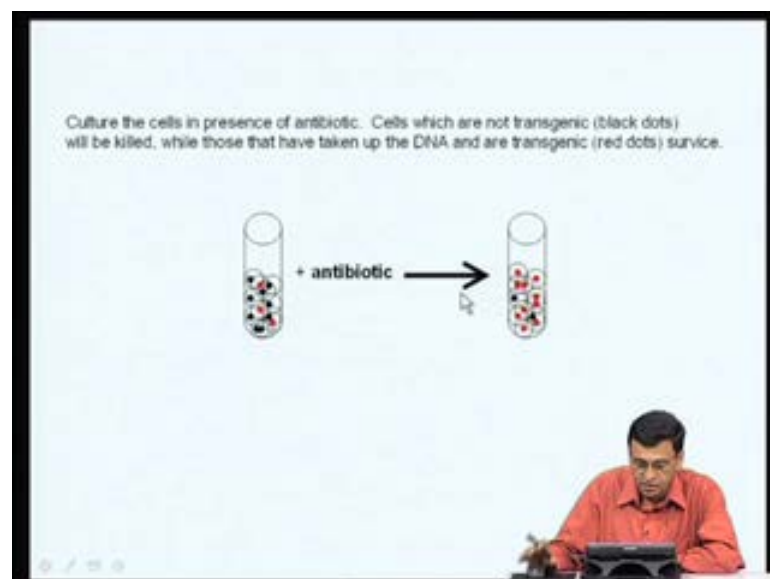 Culture the cells in presence of antibiotic. Cells which are not transgenic (black dots)
will be killed, while those that have taken up the DNA and are transgenic (red dots) survice.
+ antibiotic